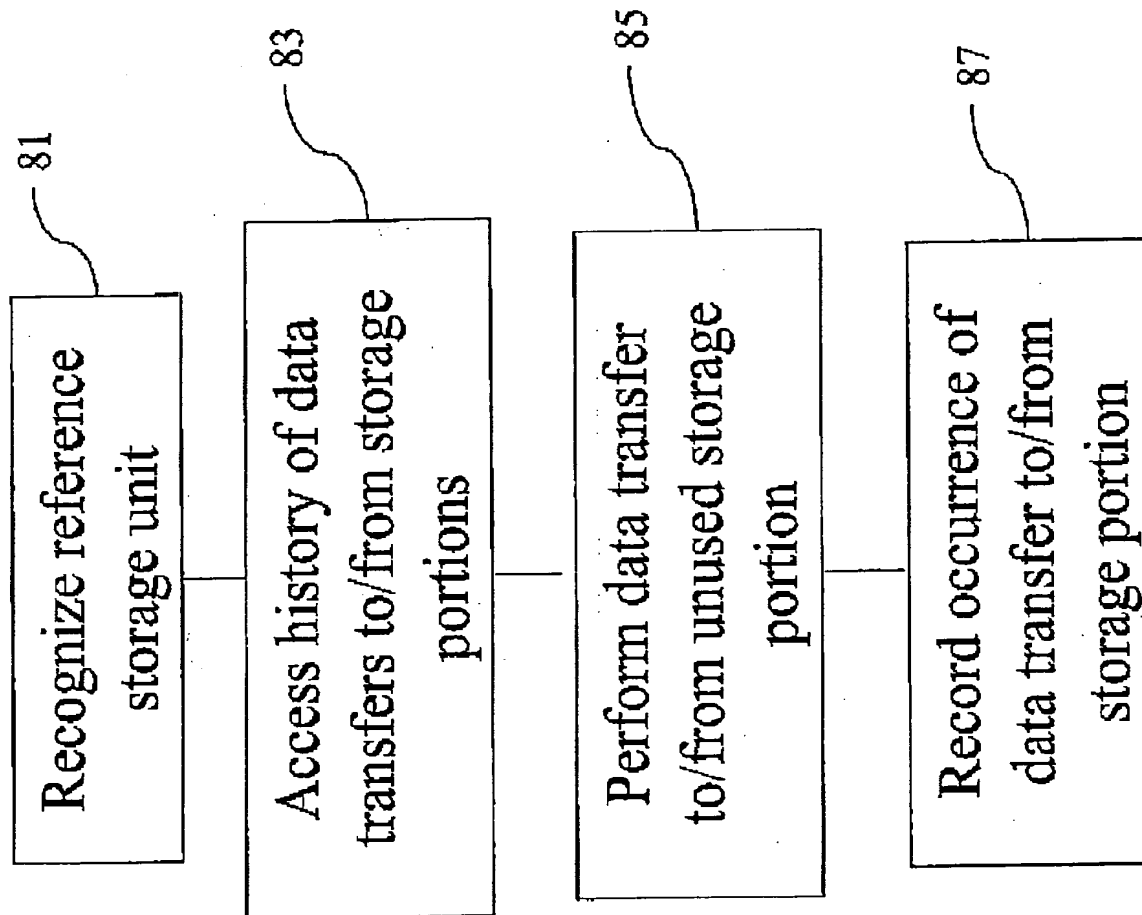 Recognize reference
storage unit
81
Access history of data
transfers to/from storage
portions
83
Perform data transfer
to/from unused storage
portion
85
Record occurrence of
data transfer to/from
storage portion
87